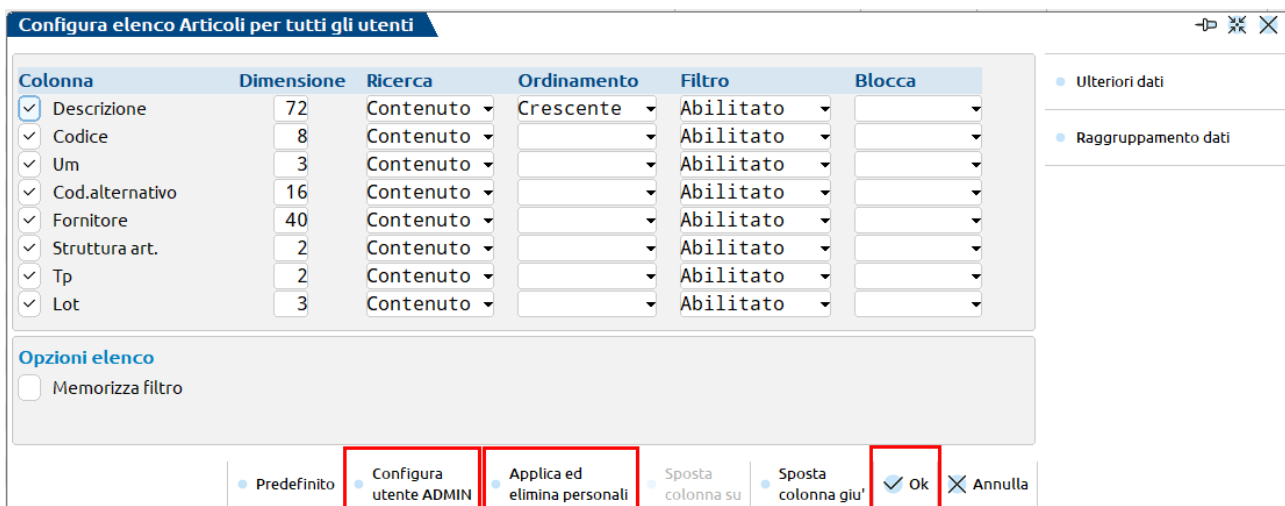 Configura elenco Articoli per tutti gli utenti
Colonna Dimensione Ricerca Ordinamento Filtro Blocca
Descrizione 72 Contenuto Crescente Abilitato
Codice 8 Contenuto Abilitato
Um 3 Contenuto Abilitato
Cod.alternativo 16 Contenuto Abilitato
Fornitore 40 Contenuto Abilitato
Struttura art. 2 Contenuto Abilitato
Tp 2 Contenuto Abilitato
Lot 3 Contenuto Abilitato
Ulteriori dati
Raggruppamento dati
Opzioni elenco
Memorizza filtro
Predefinito
Configura
utente ADMIN
Applica ed
elimina personali
Sposta
colonna su
Sposta
colonna giu'
Ok
Annulla